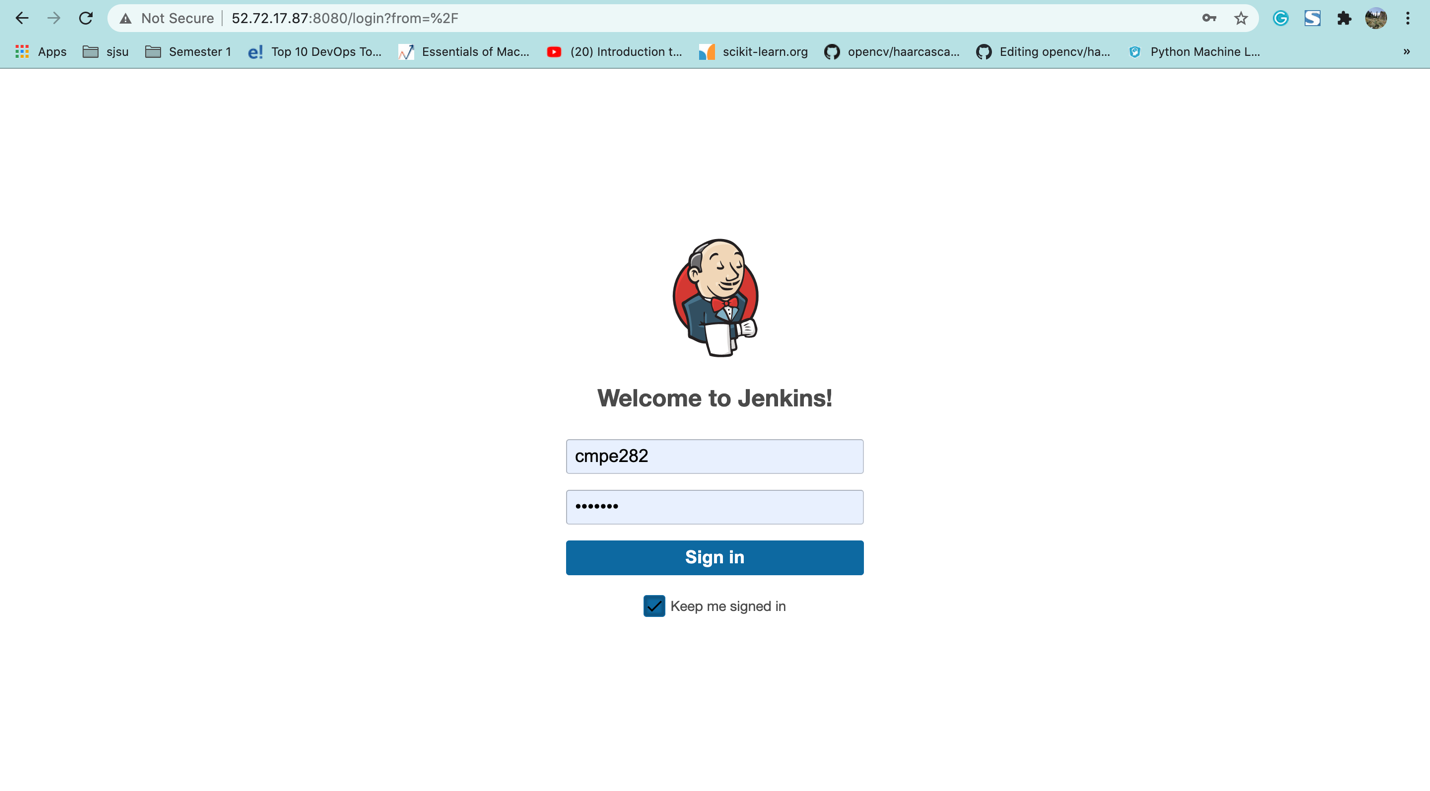 Not Secure 52.72.17.87:8080/login?from=%2F
Apps sjsu Semester 1 e! Top 10 DevOps To... Essentials of Mac... (20) Introduction t... scikit-learn.org opencv/haarcasca... Editing opencv/ha... Python Machine L... »
Welcome to Jenkins!
cmpe282
•••••••
Sign in
Keep me signed in